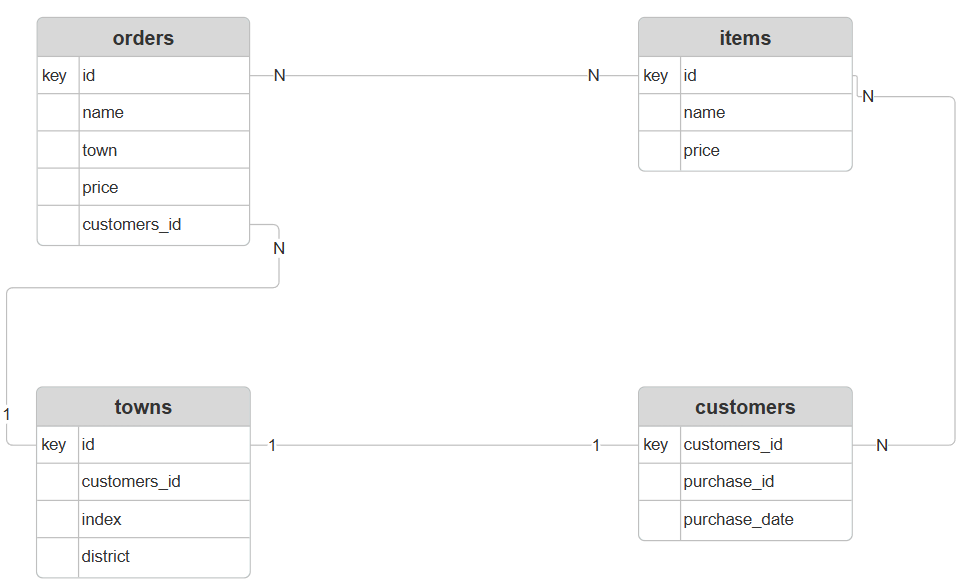 orders
key id
name
town
price
customers_id
N
N
items
key id
name
price
N
N
1
towns
key id
customers_id
index
district
1
1
customers
key customers_id
purchase_id
purchase_date
N